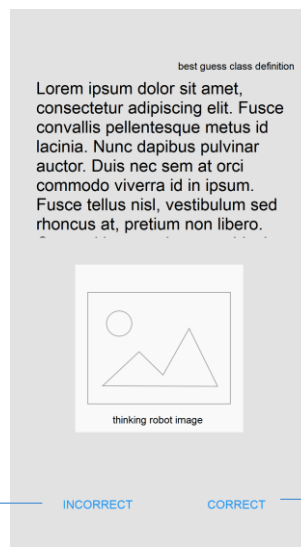 best guess class definition
Lorem ipsum dolor sit amet,
consectetur adipiscing elit. Fusce
convallis pellentesque metus id
lacinia. Nunc dapibus pulvinar
auctor. Duis nec sem at orci
commodo viverra id in ipsum.
Fusce tellus nisl, vestibulum sed
rhoncus at, pretium non libero.
thinking robot image
INCORRECT CORRECT